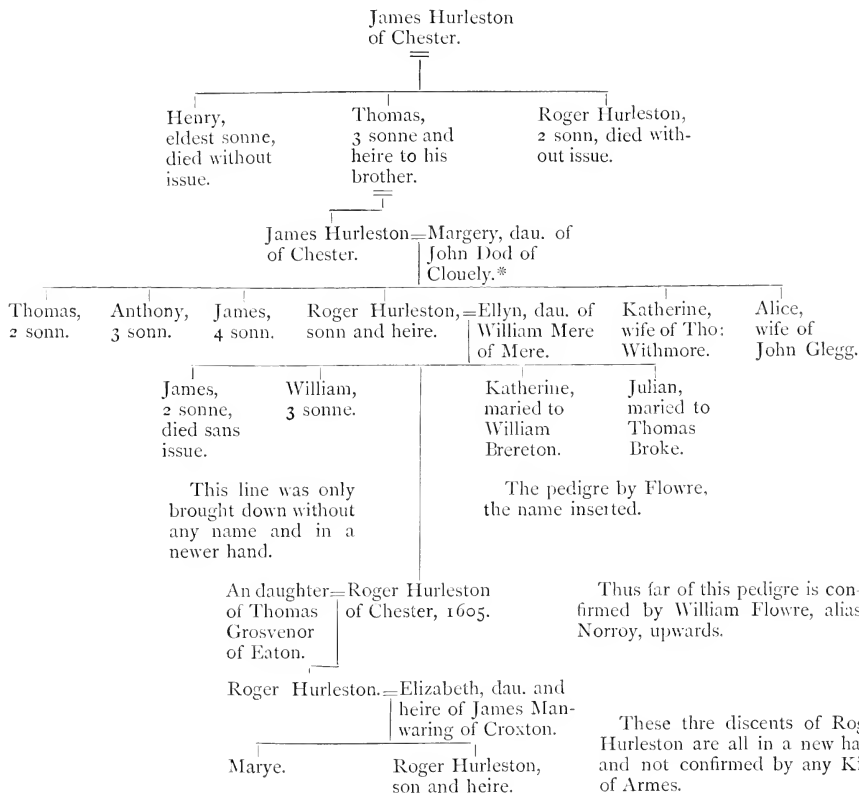 James Hurleston
of Chester.
Henry,
eldest sonne,
died without
issue.
Thomas,
3 sonne and
heire to his
brother.
Roger Hurleston,
2 sonn, died with-
out issue.
James Hurleston=Margery, dau. of
of Chester. John Dod of
Clouely.*
Thomas,
2 sonn.
Anthony,
3 sonn.
James,
4 sonn.
Roger Hurleston,=Ellyn, dau. of
sonn and heire. William Mere
of Mere.
Katherine,
wife of Tho:
Withmore.
Alice,
wife of
John Glegg.
James,
2 sonne,
died sans
issue.
William,
3 sonne.
Katherine,
maried to
William
Brereton.
Julian,
maried to
Thomas
Broke.
This line was only
brought down without
any name and in a
newer hand.
The pedigre by Flowre,
the name inserted.
An daughter=Roger Hurleston
of Thomas of Chester, 1605.
Grosvenor
of Eaton.
Thus far of this pedigre is con-
firmed by William Flowre, alias
Norroy, upwards.
Roger Hurleston.=Elizabeth, dau. and
heire of James Man-
waring of Croxton.
Marye.
Roger Hurleston,
son and heire.
These thre discents of Rog
Hurleston are all in a new ha
and not confirmed by any Ki
of Armes.